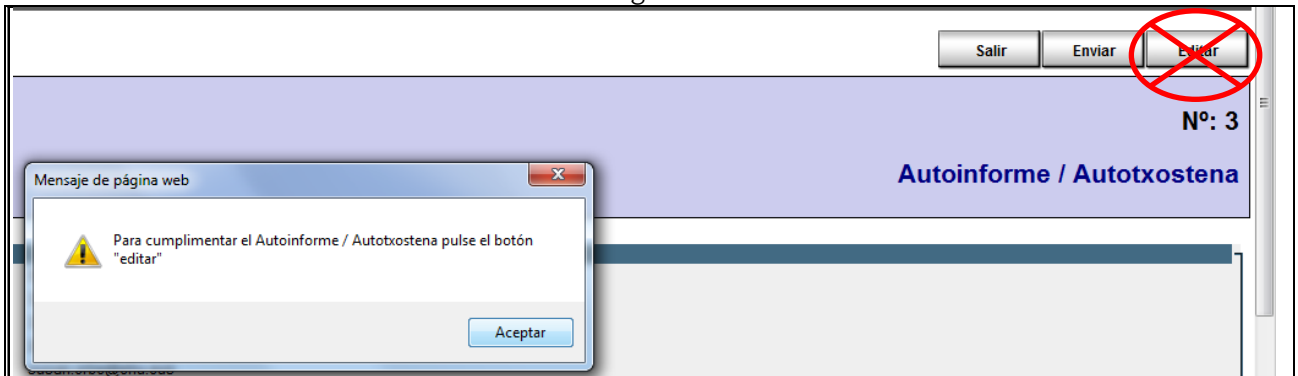 Salir Enviar Editar
Nº: 3
Autoinforme / Autotxostena
Mensaje de página web
Para cumplimentar el Autoinforme / Autotxostena pulse el botón
"editar"
Aceptar